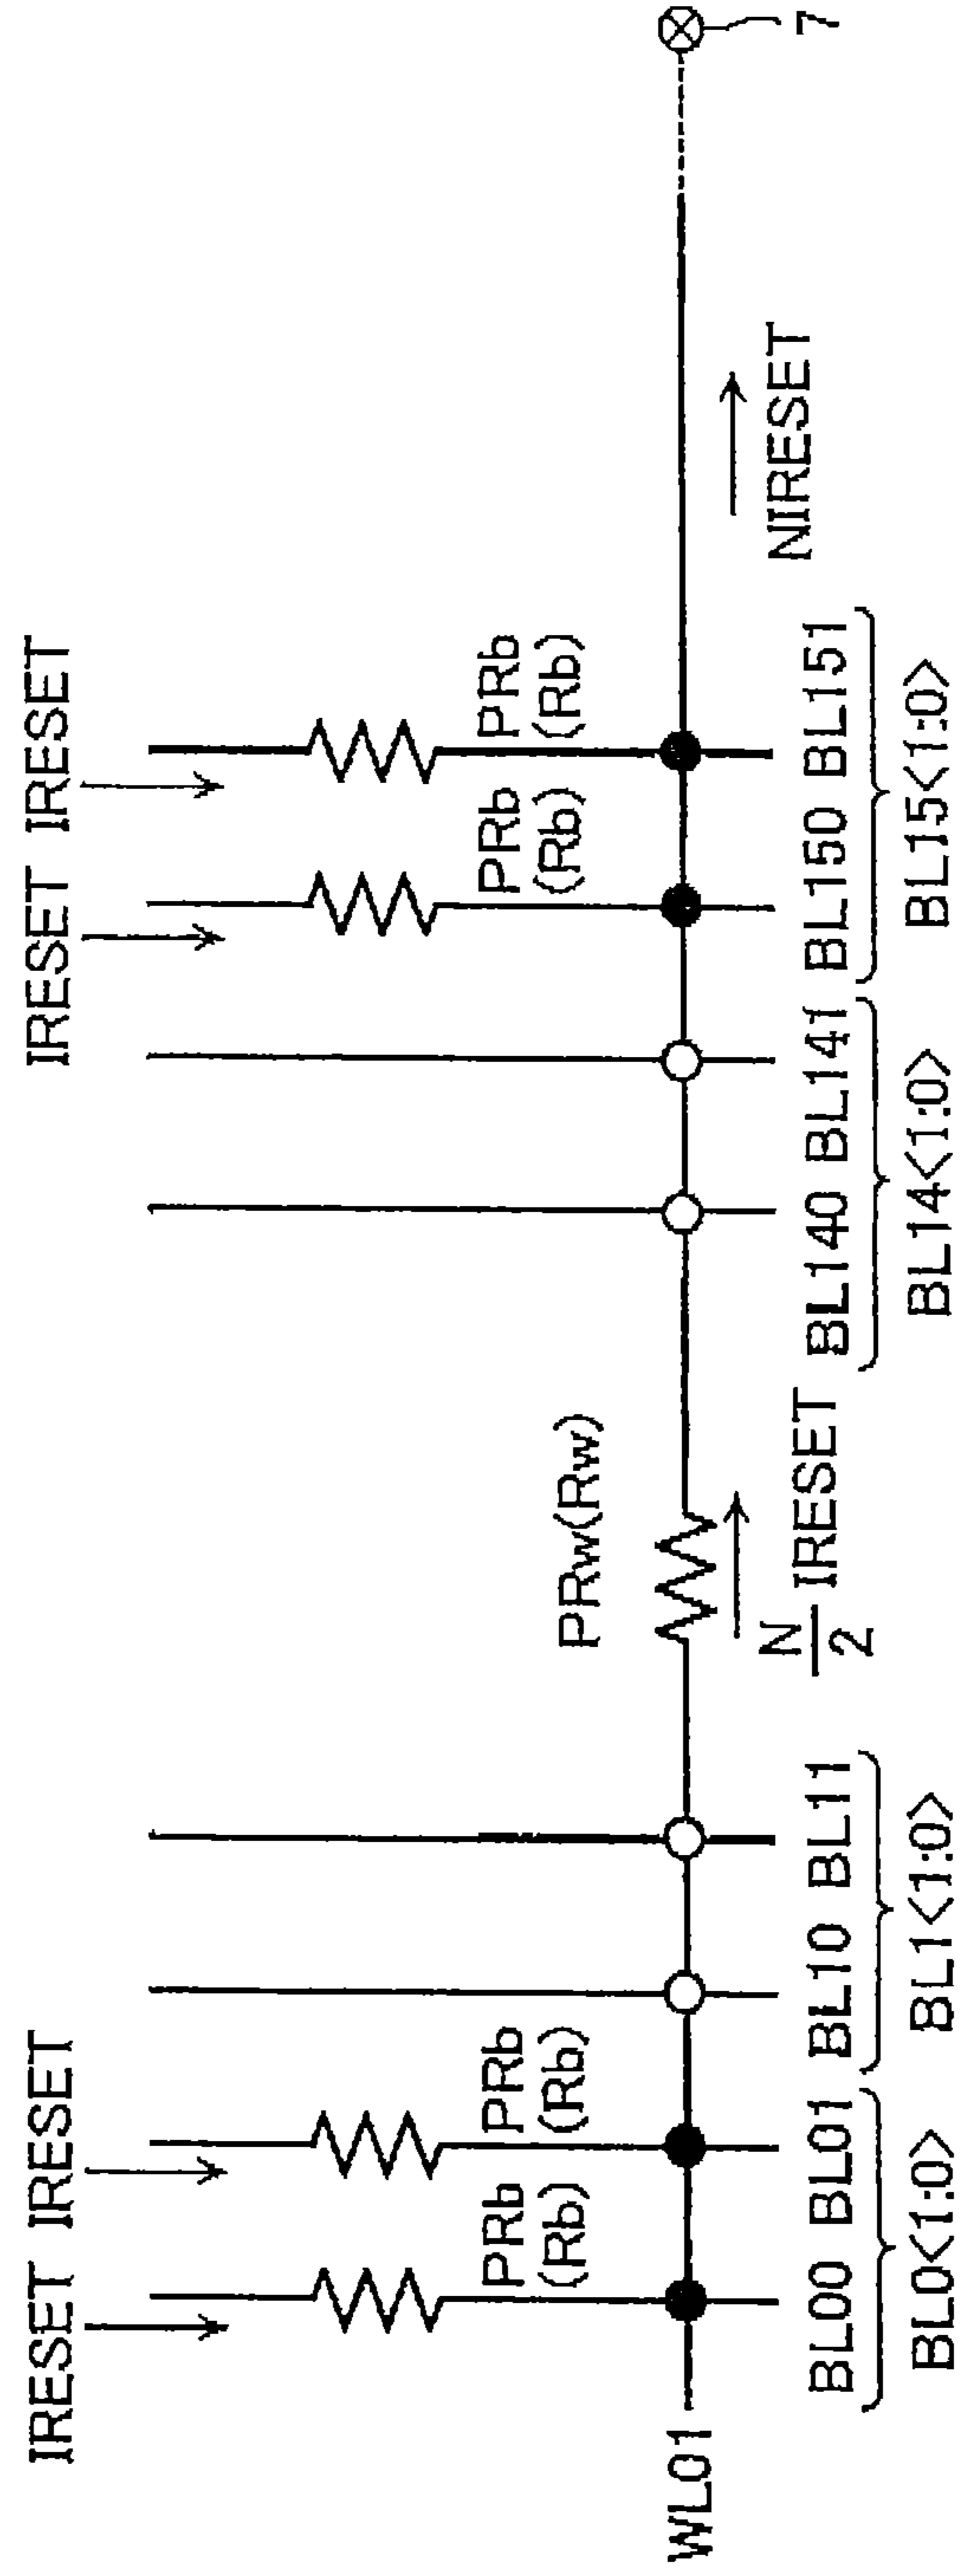 IRESET IRESET
IRESET IRESET
PRb
(Rb)
PRb
(Rb)
PRw(Rw)
PRb
(Rb)
PRb
(Rb)
WL01
7
N/2 IRESET
NIRESET
BL00 BL01
BL10 BL11
BL140 BL141
BL150 BL151
BL0<1:0>
BL1<1:0>
BL14<1:0>
BL15<1:0>